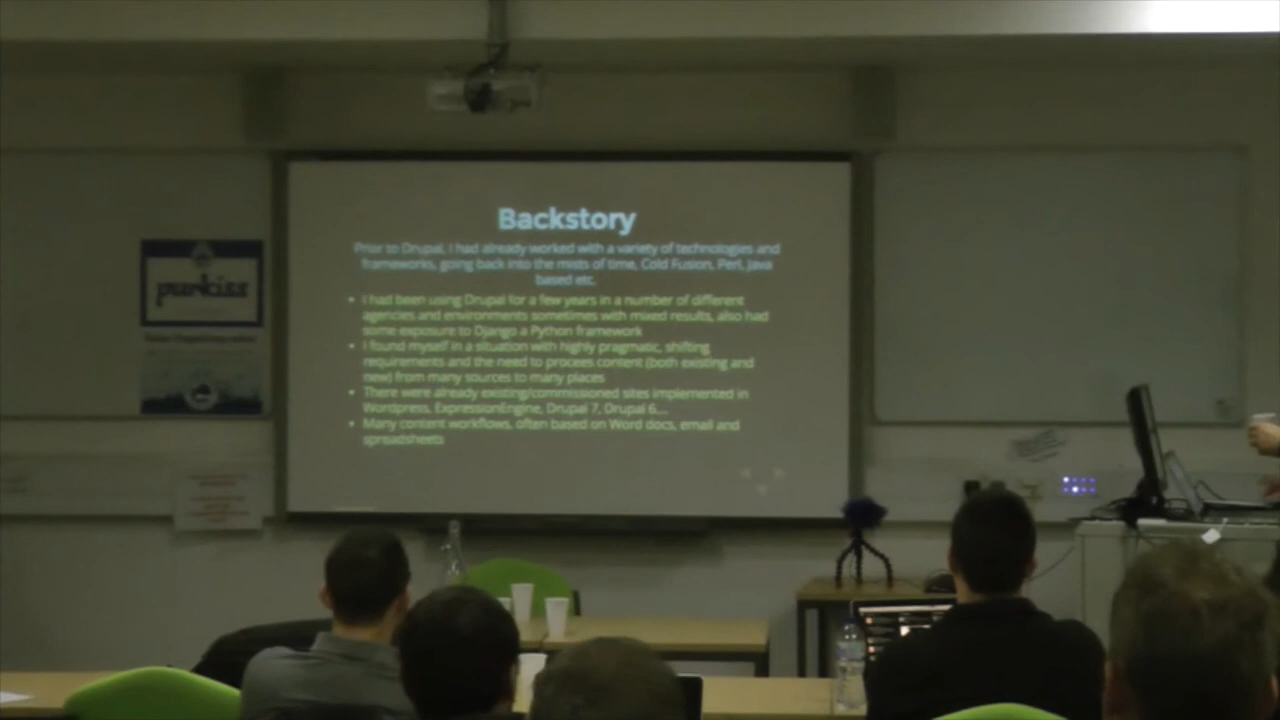 Backstory
Prior to Drupal, I had already worked with a variety of technologies and
frameworks, going back into the mists of time, Cold Fusion, Perl, Java
based etc.
• I had been using Drupal for a few years in a number of different
agencies and environments sometimes with mixed results, also had
some exposure to Django a Python framework
• I found myself in a situation with highly pragmatic, shifting
requirements and the need to procees content (both existing and
new) from many sources to many places
• There were already existing/commissioned sites implemented in
Wordpress, ExpressionEngine, Drupal 7, Drupal 6...
• Many content workflows, often based on Word docs, email and
spreadsheets
purkiss